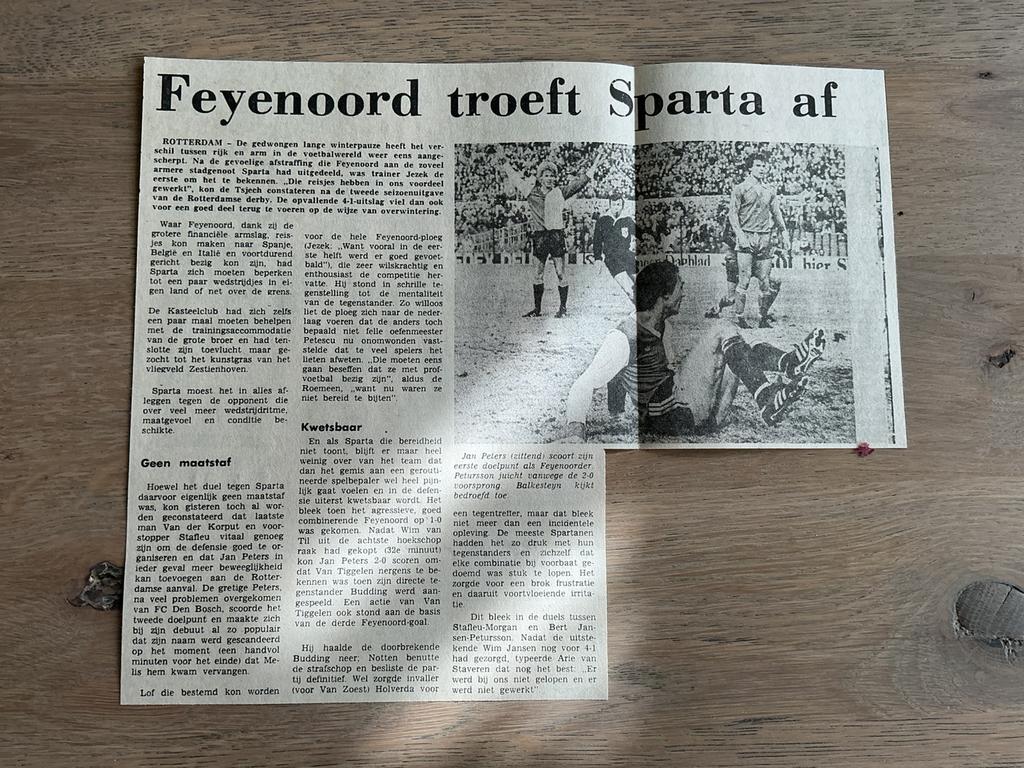 Feyenoord troeft Sparta af
ROTTERDAM – De gedwongen lange winterpauze heeft het ver-
schil tussen rijk en arm in de voetbalwereld weer eens aange-
scherpt. Na de gevoelige afstraffing die Feyenoord aan de zoveel
armere stadgenoot Sparta had uitgedeeld, was trainer Jezek de
eerste om het te bekennen. „Die reisjes hebben in ons voordeel
gewerkt", kon de Tsjech constateren na de tweede seizoenuitgave
van de Rotterdamse derby. De opvallende 4-1-uitslag viel dan ook
voor een goed deel terug te voeren op de wijze van overwintering.
Waar Feyenoord, dank zij de
grotere financiële armslag, reis-
jes kon maken naar Spanje,
België en Italië en voortdurend
gericht bezig kon zijn, had
Sparta zich moeten beperken
tot een paar wedstrijdjes in ei-
gen land of net over de grens.
De Kasteelclub had zich zelfs
een paar maal moeten behelpen
met de trainingsaccommodatie
van de grote broer en had ten-
slotte zijn toevlucht maar ge-
zocht tot het kunstgras van het
vliegveld Zestienhoven.
Sparta moest het in alles af-
leggen tegen de opponent die
over veel meer wedstrijdritme,
maatgevoel en conditie be-
schikte.
Geen maatstaf
Hoewel het duel tegen Sparta
daarvoor eigenlijk geen maatstaf
was, kon gisteren toch al wor-
den geconstateerd dat laatste
man Van der Korput en voor-
stopper Stafleu vitaal genoeg
zijn om de defensie goed te or-
ganiseren en dat Jan Peters in
ieder geval meer beweeglijkheid
kan toevoegen aan de Rotter-
damse aanval. De gretige Peters,
na veel problemen overgekomen
van FC Den Bosch, scoorde het
tweede doelpunt en maakte zich
bij zijn debuut al zo populair
dat zijn naam werd gescandeerd
op het moment (een handvol
minuten voor het einde) dat Me-
lis hem kwam vervangen.
Lof die bestemd kon worden
voor de hele Feyenoord-ploeg
(Jezek: „Want vooral in de eer-
ste helft werd er goed gevoet-
bald"), die zeer wilskrachtig en
enthousiast de competitie her-
vatte. Hij stond in schrille te-
genstelling tot de mentaliteit
van de tegenstander. Zo willoos
liet de ploeg zich naar de neder-
laag voeren dat de anders toch
bepaald niet felle oefenmeester
Petescu nu onomwonden vast-
stelde dat te veel spelers het
lieten afweten. „Die moeten eens
gaan beseffen dat ze met prof-
voetbal bezig zijn", aldus de
Roemeen, „want nu waren ze
niet bereid te bijten".
Kwetsbaar
En als Sparta die bereidheid
niet toont, blijft er maar heel
weinig over van het team dat
dan het gemis aan een gerouti-
neerde spelbepaler wel heel pijn-
lijk gaat voelen en in de defen-
sie uiterst kwetsbaar wordt. Het
bleek toen het agressieve, goed
combinerende Feyenoord op 1-0
was gekomen. Nadat Wim van
Til uit de achtste hoekschop
raak had gekopt (32e minuut)
kon Jan Peters 2-0 scoren om-
dat Van Tiggelen nergens te be-
kennen was toen zijn directe te-
genstander Budding werd aan-
gespeeld. Een actie van Van
Tiggelen ook stond aan de basis
van de derde Feyenoord-goal.
Hij haalde de doorbrekende
Budding neer; Notten benutte
de strafschop en besliste de par-
tij definitief. Wel zorgde invaller
(voor Van Zoest) Holverda voor
Dagblad
hier S
Jan Peters (zittend) scoort zijn
eerste doelpunt als Feyenoorder.
Petursson juicht vanwege de 2-0
voorsprong. Balkesteyn kijkt
bedroefd toe.
een tegentreffer, maar dat bleek
niet meer dan een incidentele
opleving. De meeste Spartanen
hadden het zo druk met hun
tegenstanders en zichzelf dat
elke combinatie bij voorbaat ge-
doemd was stuk te lopen. Het
zorgde voor een brok frustratie
en daaruit voortvloeiende irrita-
tie.
Dit bleek in de duels tussen
Stafleu-Morgan en Bert Jan-
sen-Petursson. Nadat de uitste-
kende Wim Jansen nog voor 4-1
had gezorgd, typeerde Arie van
Staveren dat nog het best: „Er
werd bij ons niet gelopen en er
werd niet gewerkt"